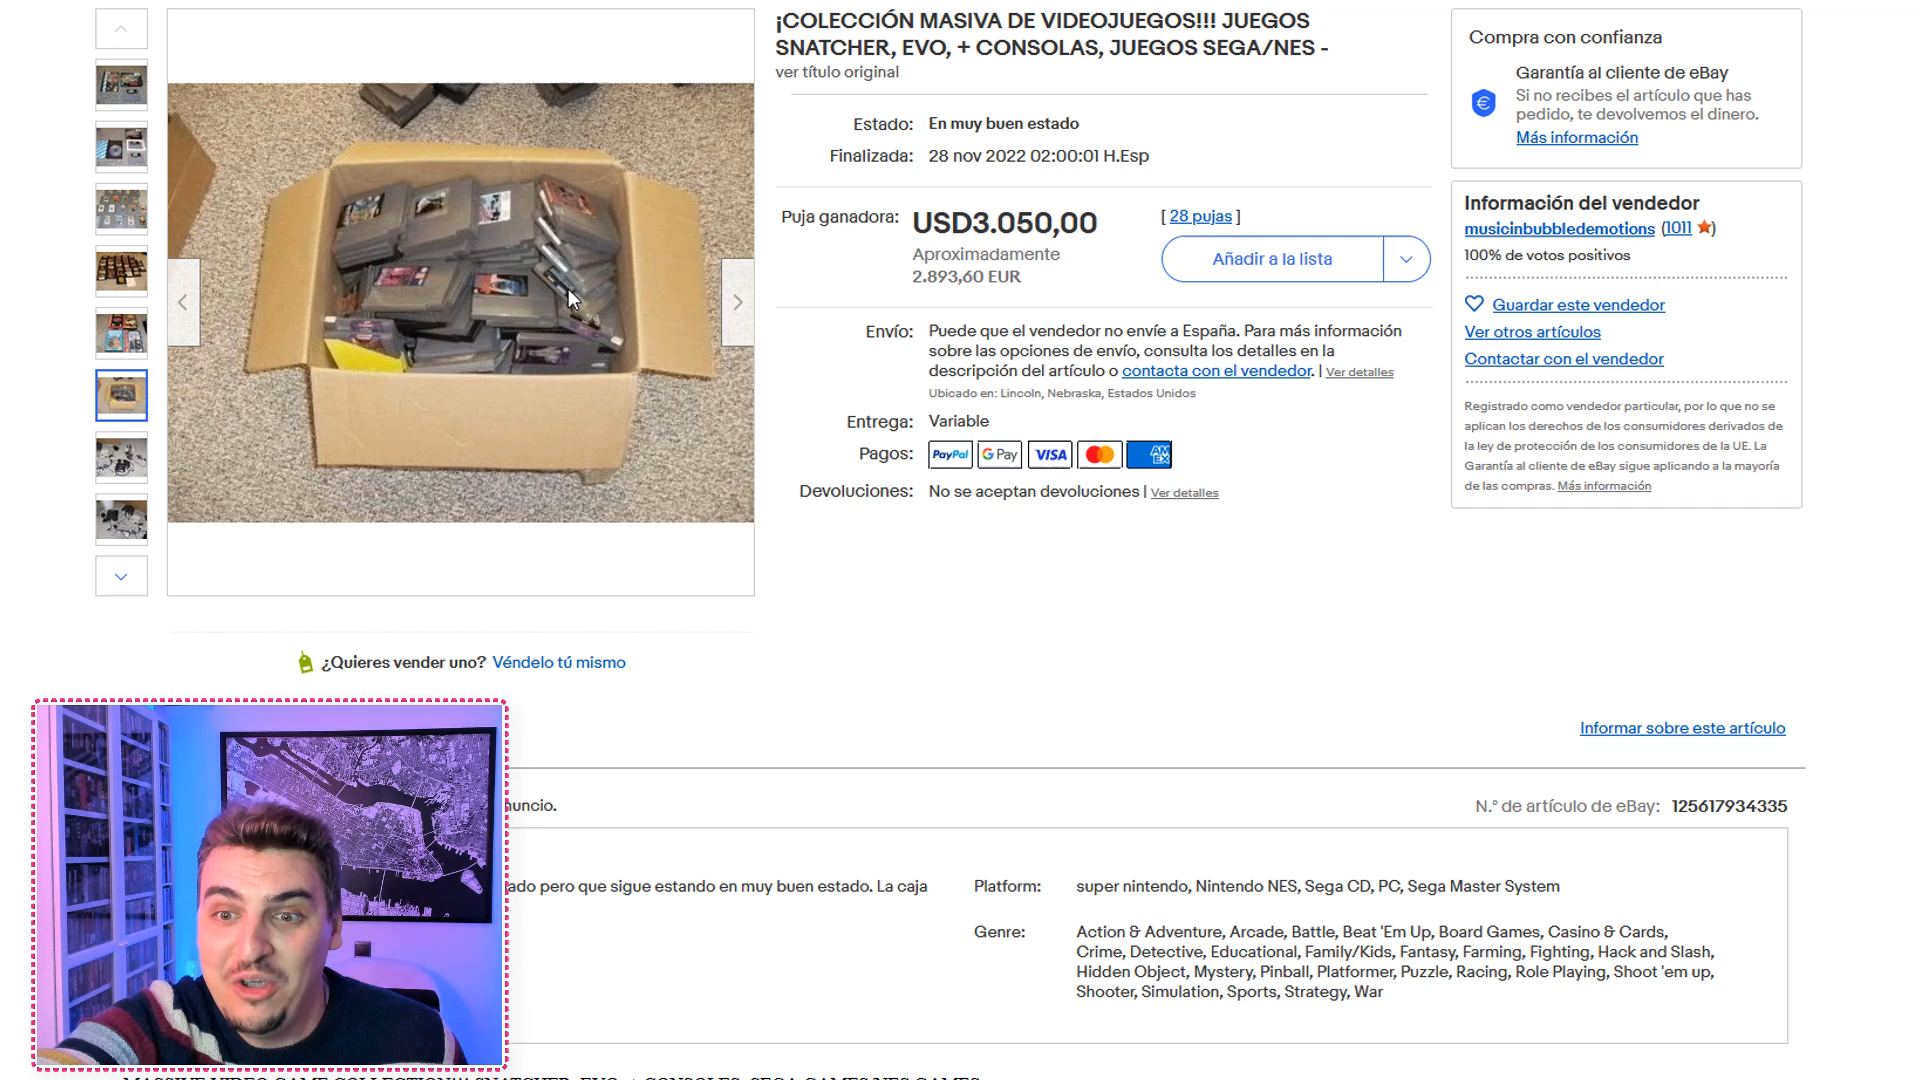 ¡COLECCIÓN MASIVA DE VIDEOJUEGOS!!! JUEGOS
SNATCHER, EVO, + CONSOLAS, JUEGOS SEGA/NES -
ver título original
Estado: En muy buen estado
Finalizada: 28 nov 2022 02:00:01 H.Esp
Puja ganadora: USD3.050,00 [ 28 pujas ]
Aproximadamente
2.893,60 EUR
Añadir a la lista
Envío: Puede que el vendedor no envíe a España. Para más información
sobre las opciones de envío, consulta los detalles en la
descripción del artículo o contacta con el vendedor. | Ver detalles
Ubicado en: Lincoln, Nebraska, Estados Unidos
Entrega: Variable
Pagos: PayPal G Pay VISA AM EX
Devoluciones: No se aceptan devoluciones | Ver detalles
Compra con confianza
Garantía al cliente de eBay
€
Si no recibes el artículo que has
pedido, te devolvemos el dinero.
Más información
Información del vendedor
musicinbubbledemotions (1011)
100% de votos positivos
Guardar este vendedor
Ver otros artículos
Contactar con el vendedor
Registrado como vendedor particular, por lo que no se
aplican los derechos de los consumidores derivados de
la ley de protección de los consumidores de la UE. La
Garantía al cliente de eBay sigue aplicando a la mayoría
de las compras. Más información
¿Quieres vender uno? Véndelo tú mismo
Informar sobre este artículo
nuncio.
N.° de artículo de eBay: 125617934335
ado pero que sigue estando en muy buen estado. La caja
Platform: super nintendo, Nintendo NES, Sega CD, PC, Sega Master System
Genre: Action & Adventure, Arcade, Battle, Beat 'Em Up, Board Games, Casino & Cards,
Crime, Detective, Educational, Family/Kids, Fantasy, Farming, Fighting, Hack and Slash,
Hidden Object, Mystery, Pinball, Platformer, Puzzle, Racing, Role Playing, Shoot 'em up,
Shooter, Simulation, Sports, Strategy, War
MASSIVE VIDEO GAME COLLECTION!!! SNATCHER, EVO, + CONSOLES, SEGA GAMES/NES GAMES